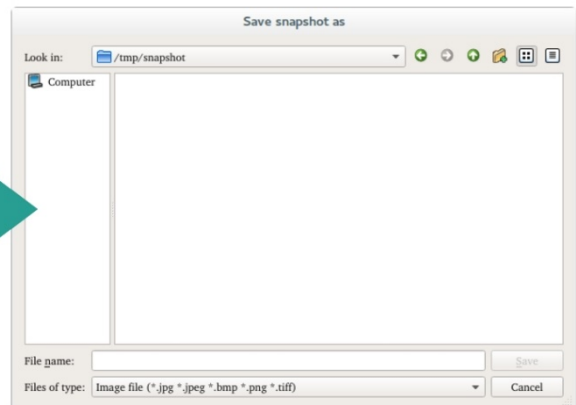 Save snapshot as
Look in: /tmp/snapshot
Computer
File name: Save
Files of type: Image file (*.jpg *.jpeg *.bmp *.png *.tiff) Cancel